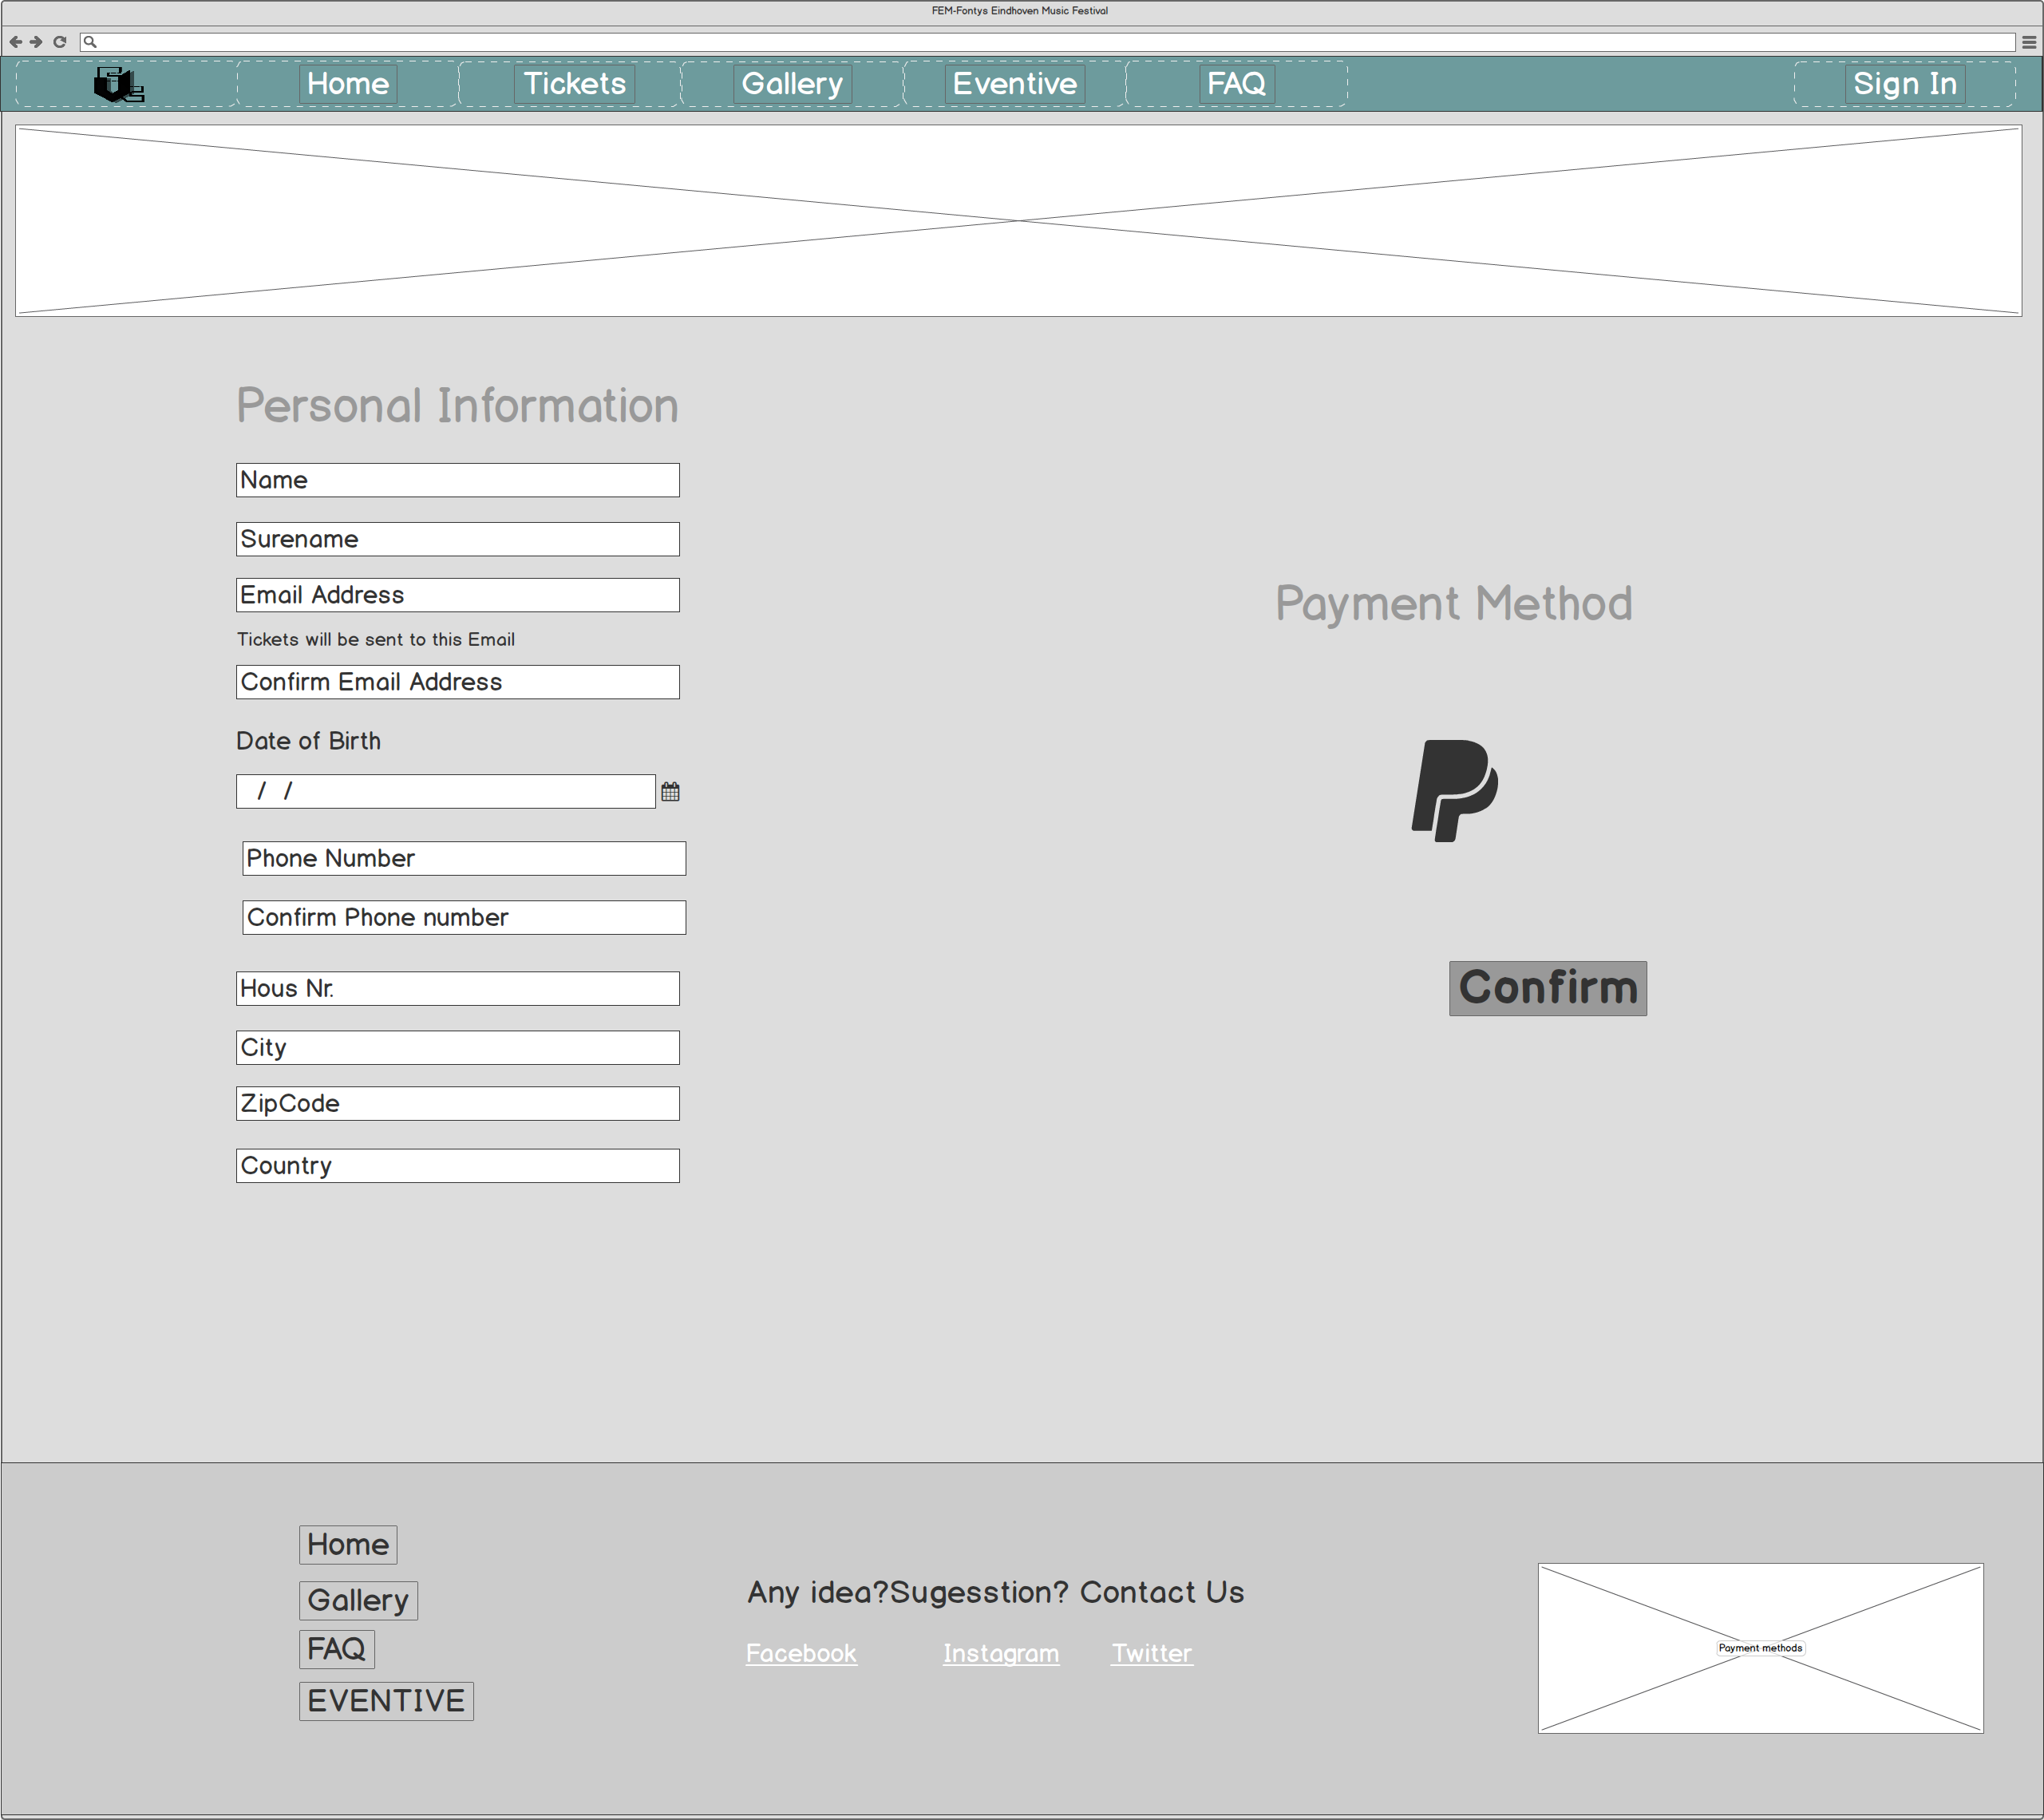 FEM-Fontys Eindhoven Music Festival
Home Tickets Gallery Eventive FAQ Sign In
Personal Information
Name
Surename
Email Address
Tickets will be sent to this Email
Confirm Email Address
Date of Birth
/ /
Phone Number
Confirm Phone number
Hous Nr.
City
ZipCode
Country
Payment Method
Confirm
Home
Gallery
FAQ
EVENTIVE
Any idea?Sugesstion? Contact Us
Facebook Instagram Twitter
Payment methods